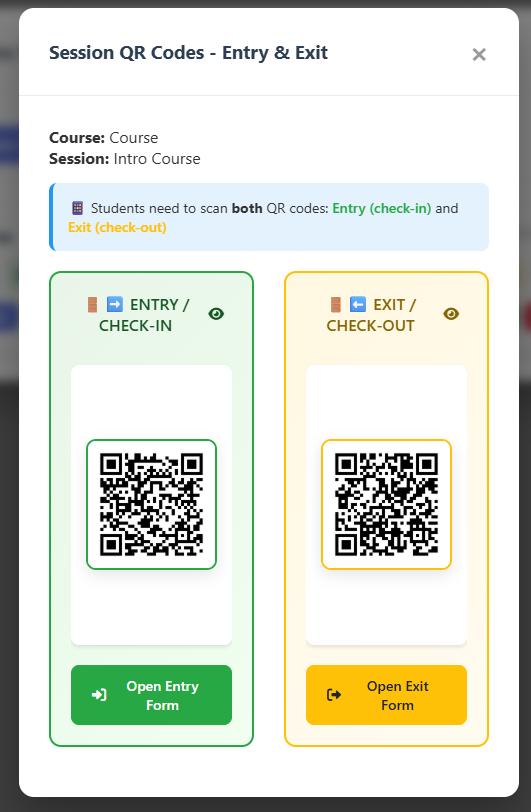 Session QR Codes - Entry & Exit
Course: Course
Session: Intro Course
Students need to scan both QR codes: Entry (check-in) and
Exit (check-out)
ENTRY /
CHECK-IN
EXIT /
CHECK-OUT
Open Entry
Form
Open Exit
Form